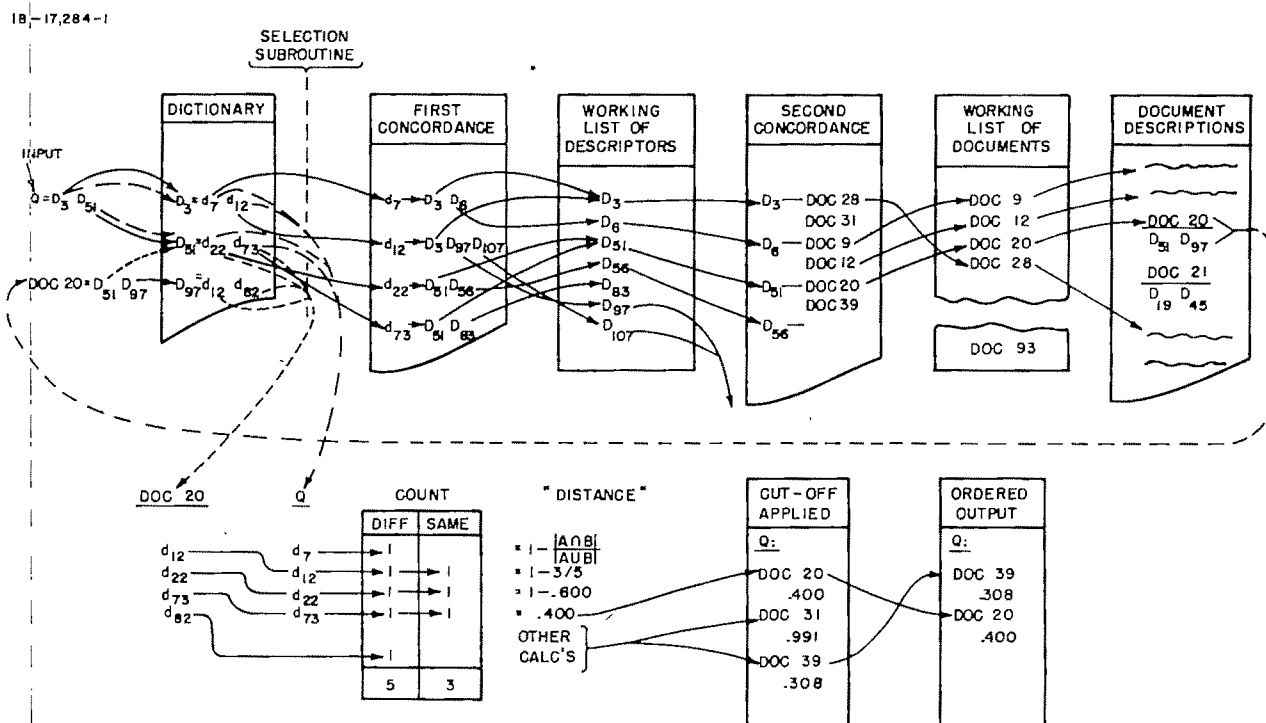 IB-17,284-1
SELECTION
SUBROUTINE
DICTIONARY
FIRST
CONCORDANCE
WORKING
LIST OF
DESCRIPTORS
SECOND
CONCORDANCE
WORKING
LIST OF
DOCUMENTS
DOCUMENT
DESCRIPTIONS
INPUT
Q = D3 D51
DOC 20 = D51 D97
D3 = d7 d12
D51 = d22 d73
D97 = d12 d82
d7 → D3 D6
d12 → D3 D97 D107
d22 → D51 D56
d73 → D51 D83
D3
D6
D51
D56
D83
D97
D107
D3 — DOC 28
DOC 31
D6 — DOC 9
DOC 12
D51 — DOC 20
DOC 39
D56 —
DOC 9
DOC 12
DOC 20
DOC 28
DOC 93
DOC 20
D51 D97
DOC 21
D19 D45
DOC 20
Q
d12
d22
d73
d82
d7
d12
d22
d73
COUNT
DIFF SAME
1
1 1
1 1
1 1
1
5 3
"DISTANCE"
= 1 - |A∩B| / |A∪B|
= 1 - 3/5
= 1 - .600
= .400
OTHER
CALC'S
CUT-OFF
APPLIED
Q:
DOC 20
.400
DOC 31
.991
DOC 39
.308
ORDERED
OUTPUT
Q:
DOC 39
.308
DOC 20
.400